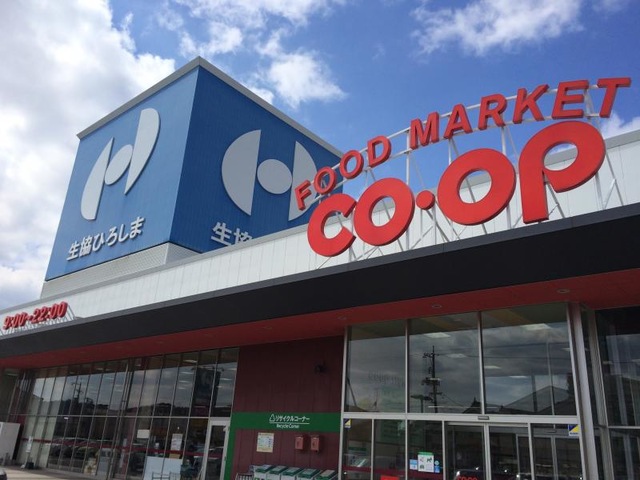 FOOD MARKET
co・op
生協ひろしま
生協
9:00~22:00
リサイクルコーナー
Recycle Corner